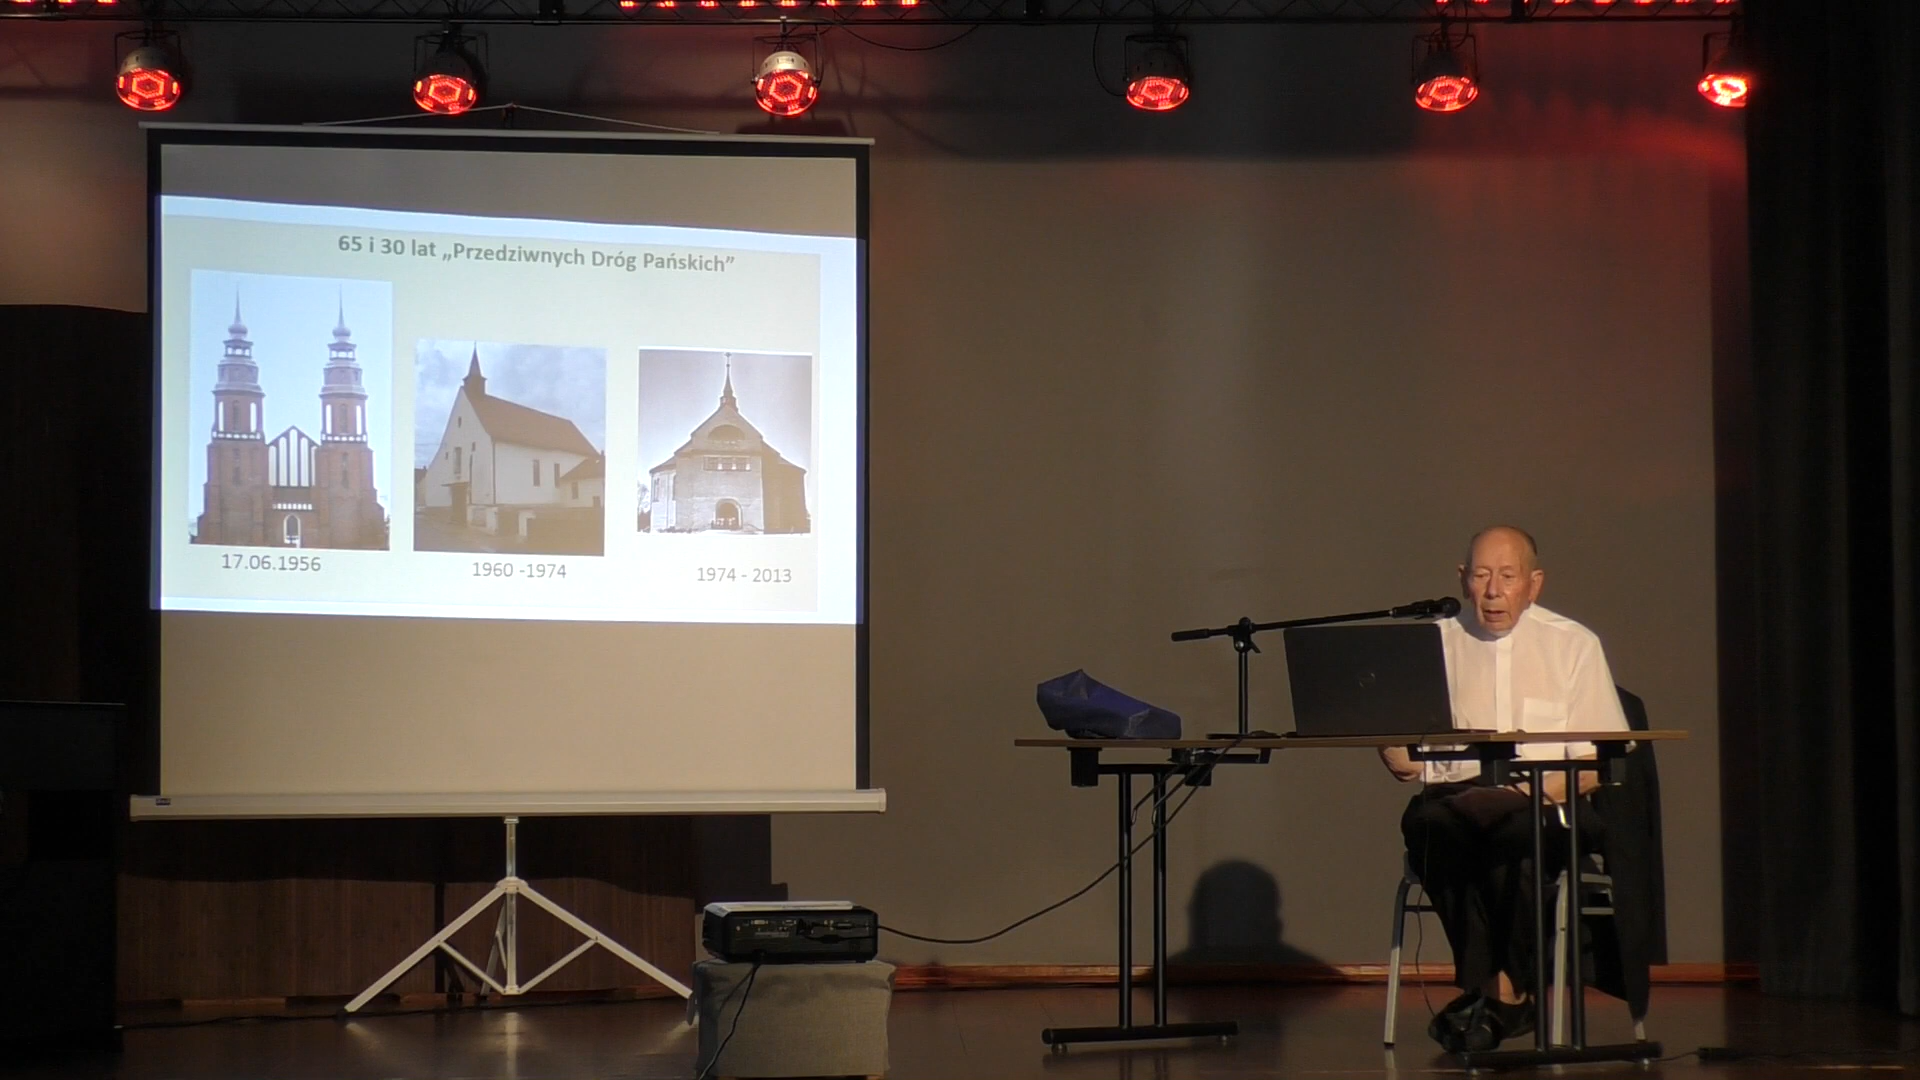 65 i 30 lat „Przedziwnych Dróg Pańskich”
17.06.1956
1960 -1974
1974 - 2013